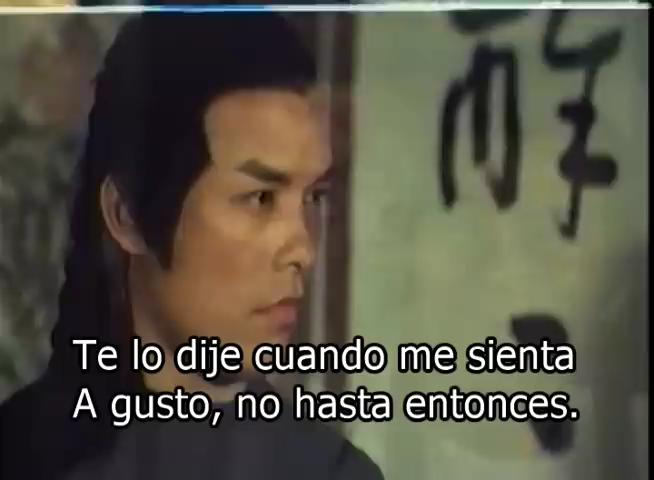 Te lo dije cuando me sienta
A gusto, no hasta entonces.